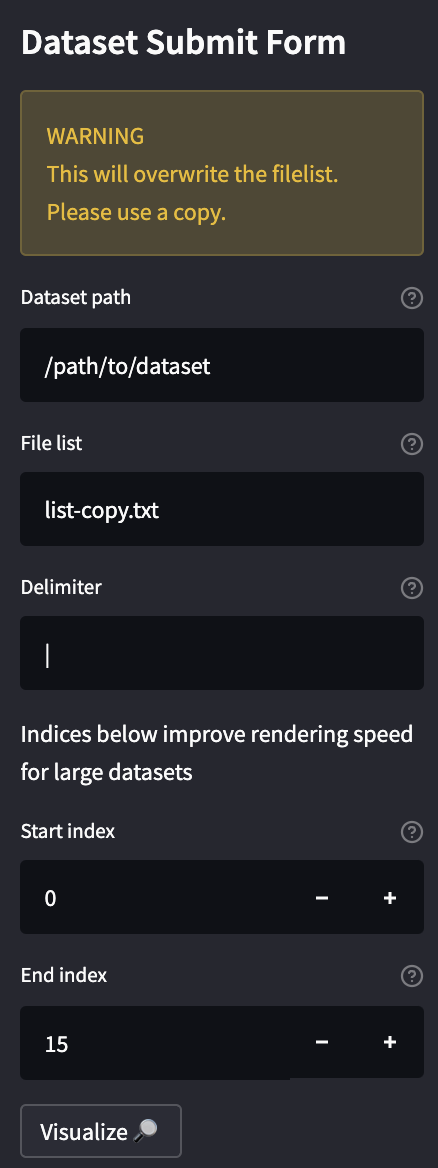 Dataset Submit Form
WARNING
This will overwrite the filelist.
Please use a copy.
Dataset path
/path/to/dataset
File list
list-copy.txt
Delimiter
|
Indices below improve rendering speed
for large datasets
Start index
0
End index
15
Visualize 🔎